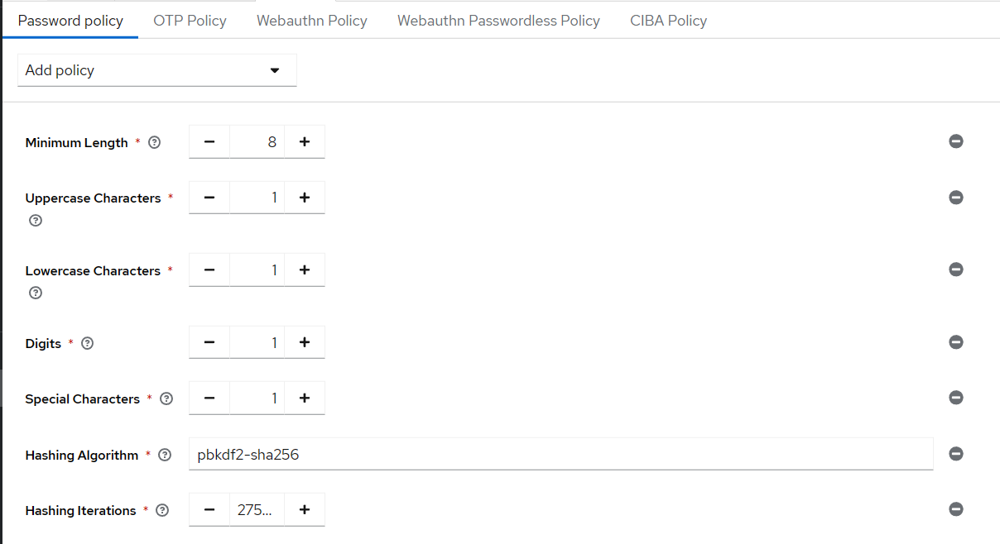 Password policy OTP Policy Webauthn Policy Webauthn Passwordless Policy CIBA Policy
Add policy
Minimum Length * 8
Uppercase Characters * 1
Lowercase Characters * 1
Digits * 1
Special Characters * 1
Hashing Algorithm * pbkdf2-sha256
Hashing Iterations * 275...